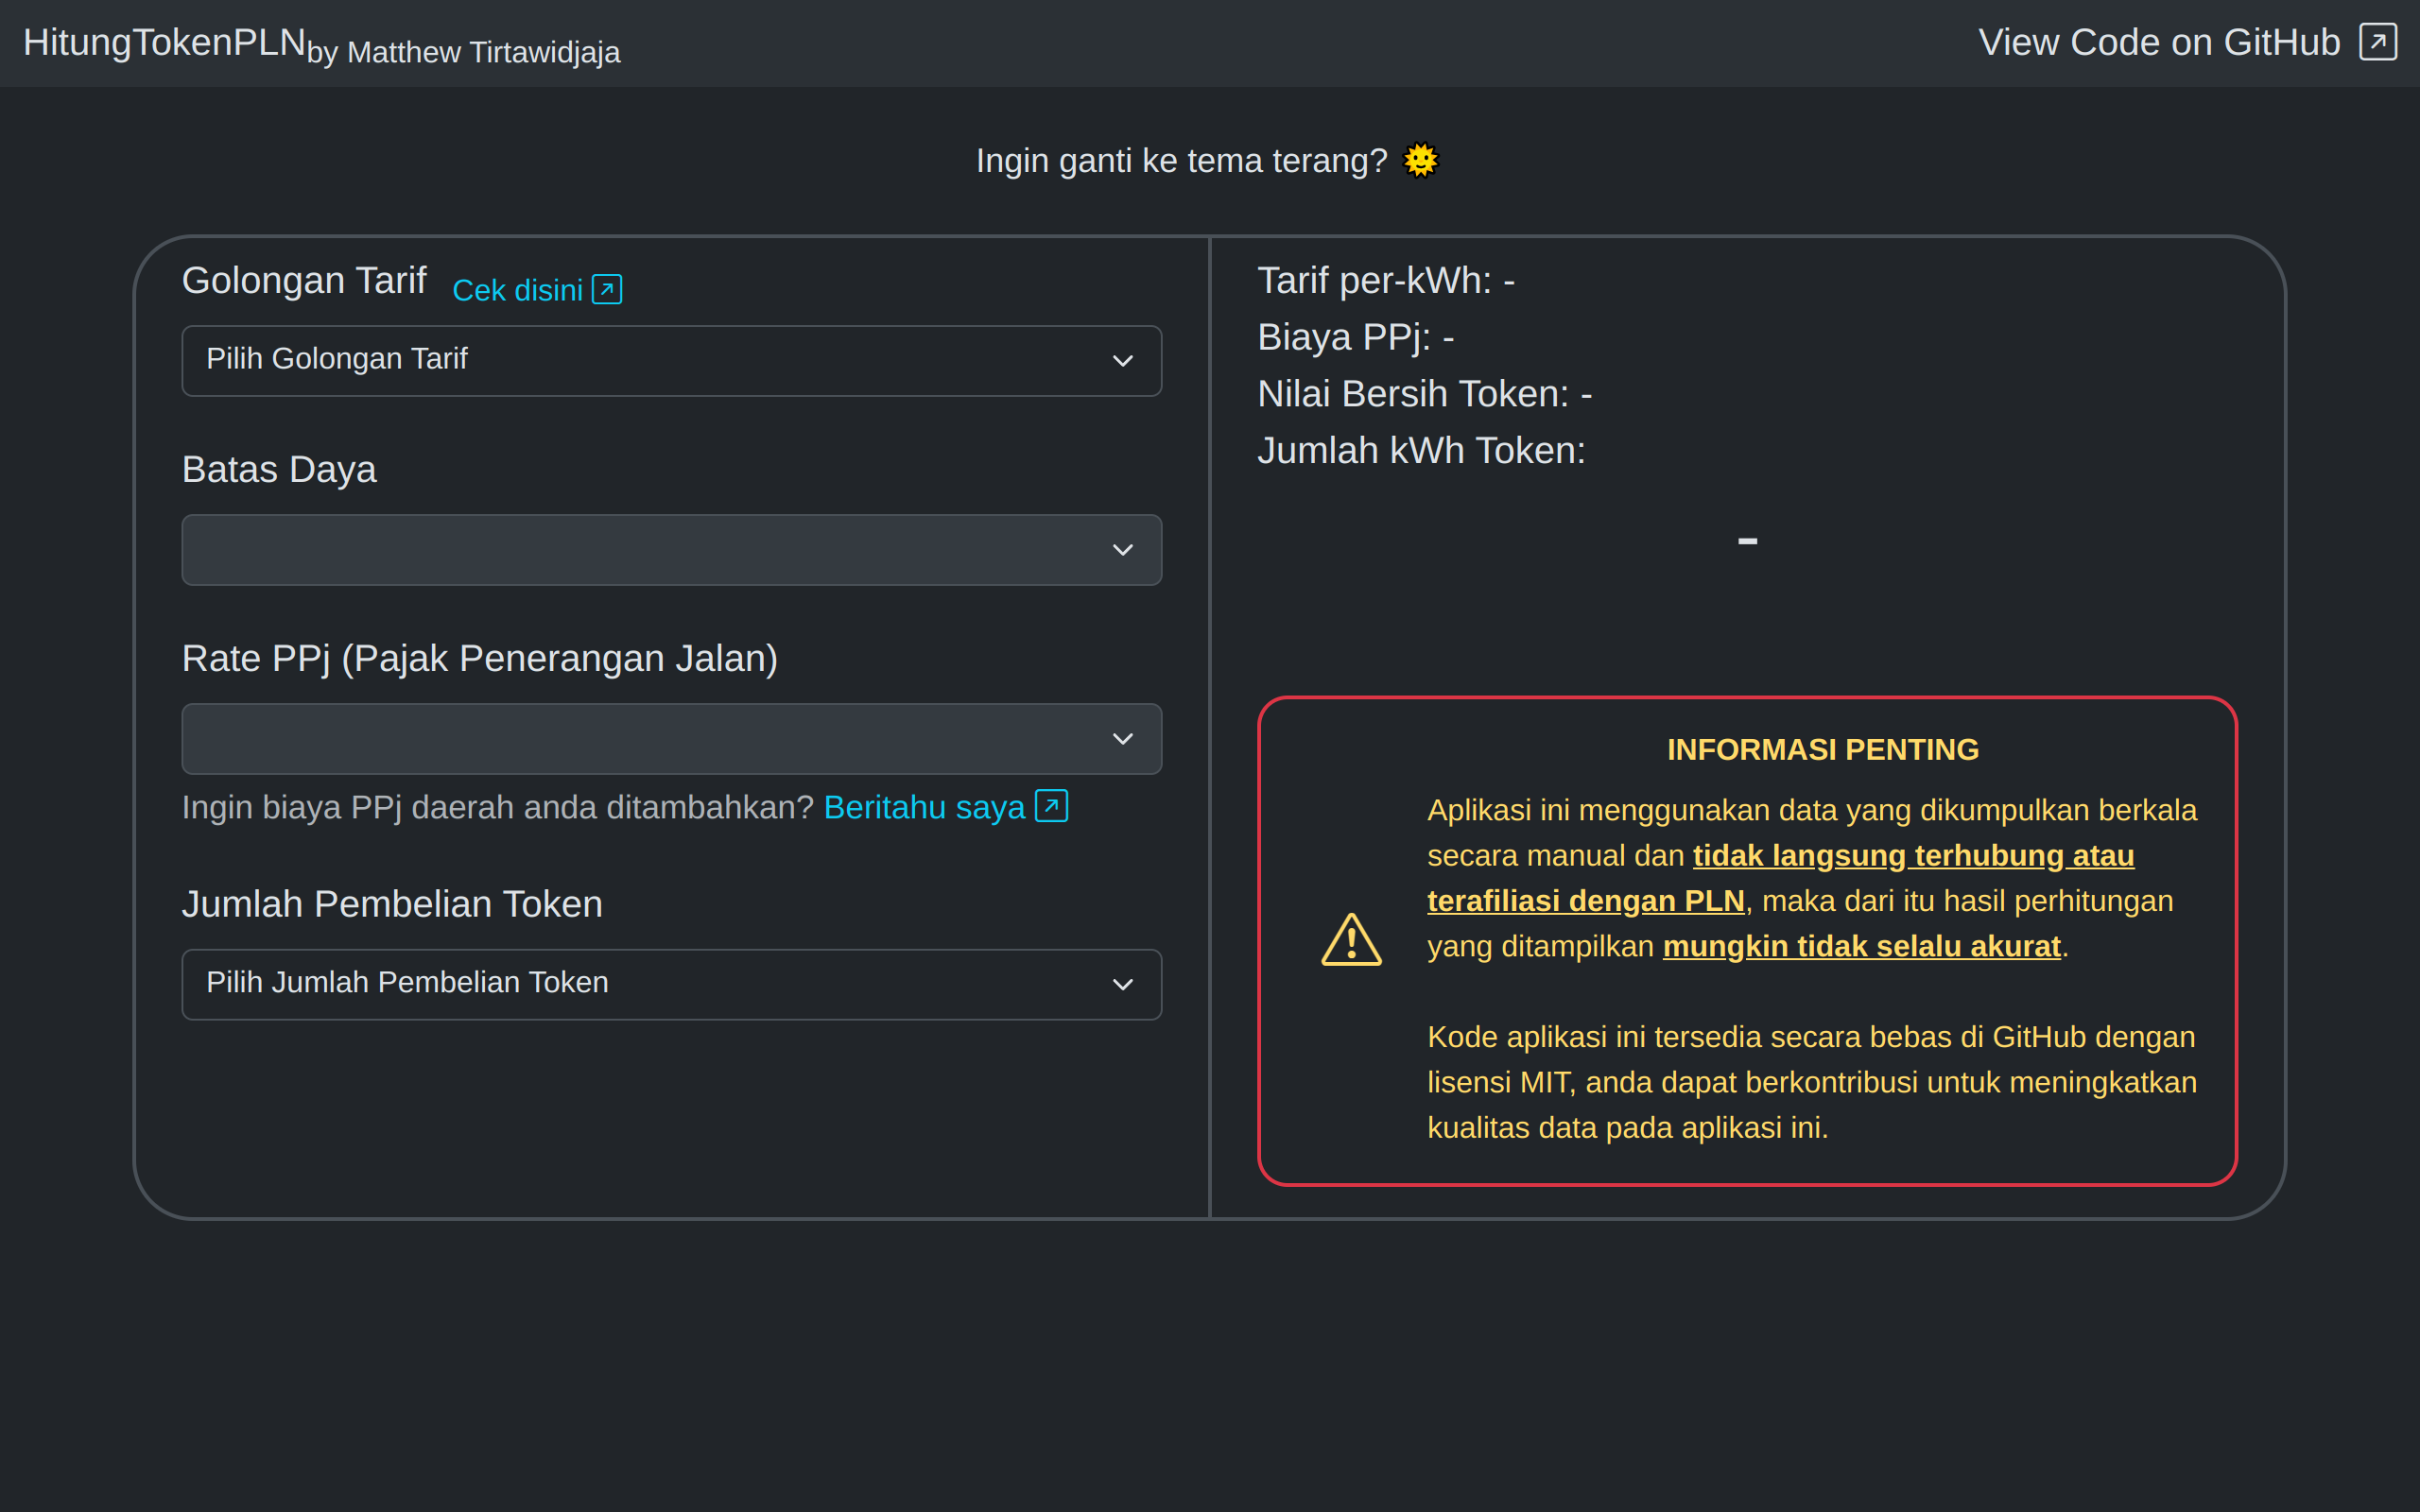 HitungTokenPLN by Matthew Tirtawidjaja
View Code on GitHub
Ingin ganti ke tema terang? 🌞
Golongan Tarif Cek disini
Pilih Golongan Tarif
Batas Daya
Rate PPj (Pajak Penerangan Jalan)
Ingin biaya PPj daerah anda ditambahkan? Beritahu saya
Jumlah Pembelian Token
Pilih Jumlah Pembelian Token
Tarif per-kWh: -
Biaya PPj: -
Nilai Bersih Token: -
Jumlah kWh Token:
-
INFORMASI PENTING
Aplikasi ini menggunakan data yang dikumpulkan berkala
secara manual dan tidak langsung terhubung atau
terafiliasi dengan PLN, maka dari itu hasil perhitungan
yang ditampilkan mungkin tidak selalu akurat.
Kode aplikasi ini tersedia secara bebas di GitHub dengan
lisensi MIT, anda dapat berkontribusi untuk meningkatkan
kualitas data pada aplikasi ini.